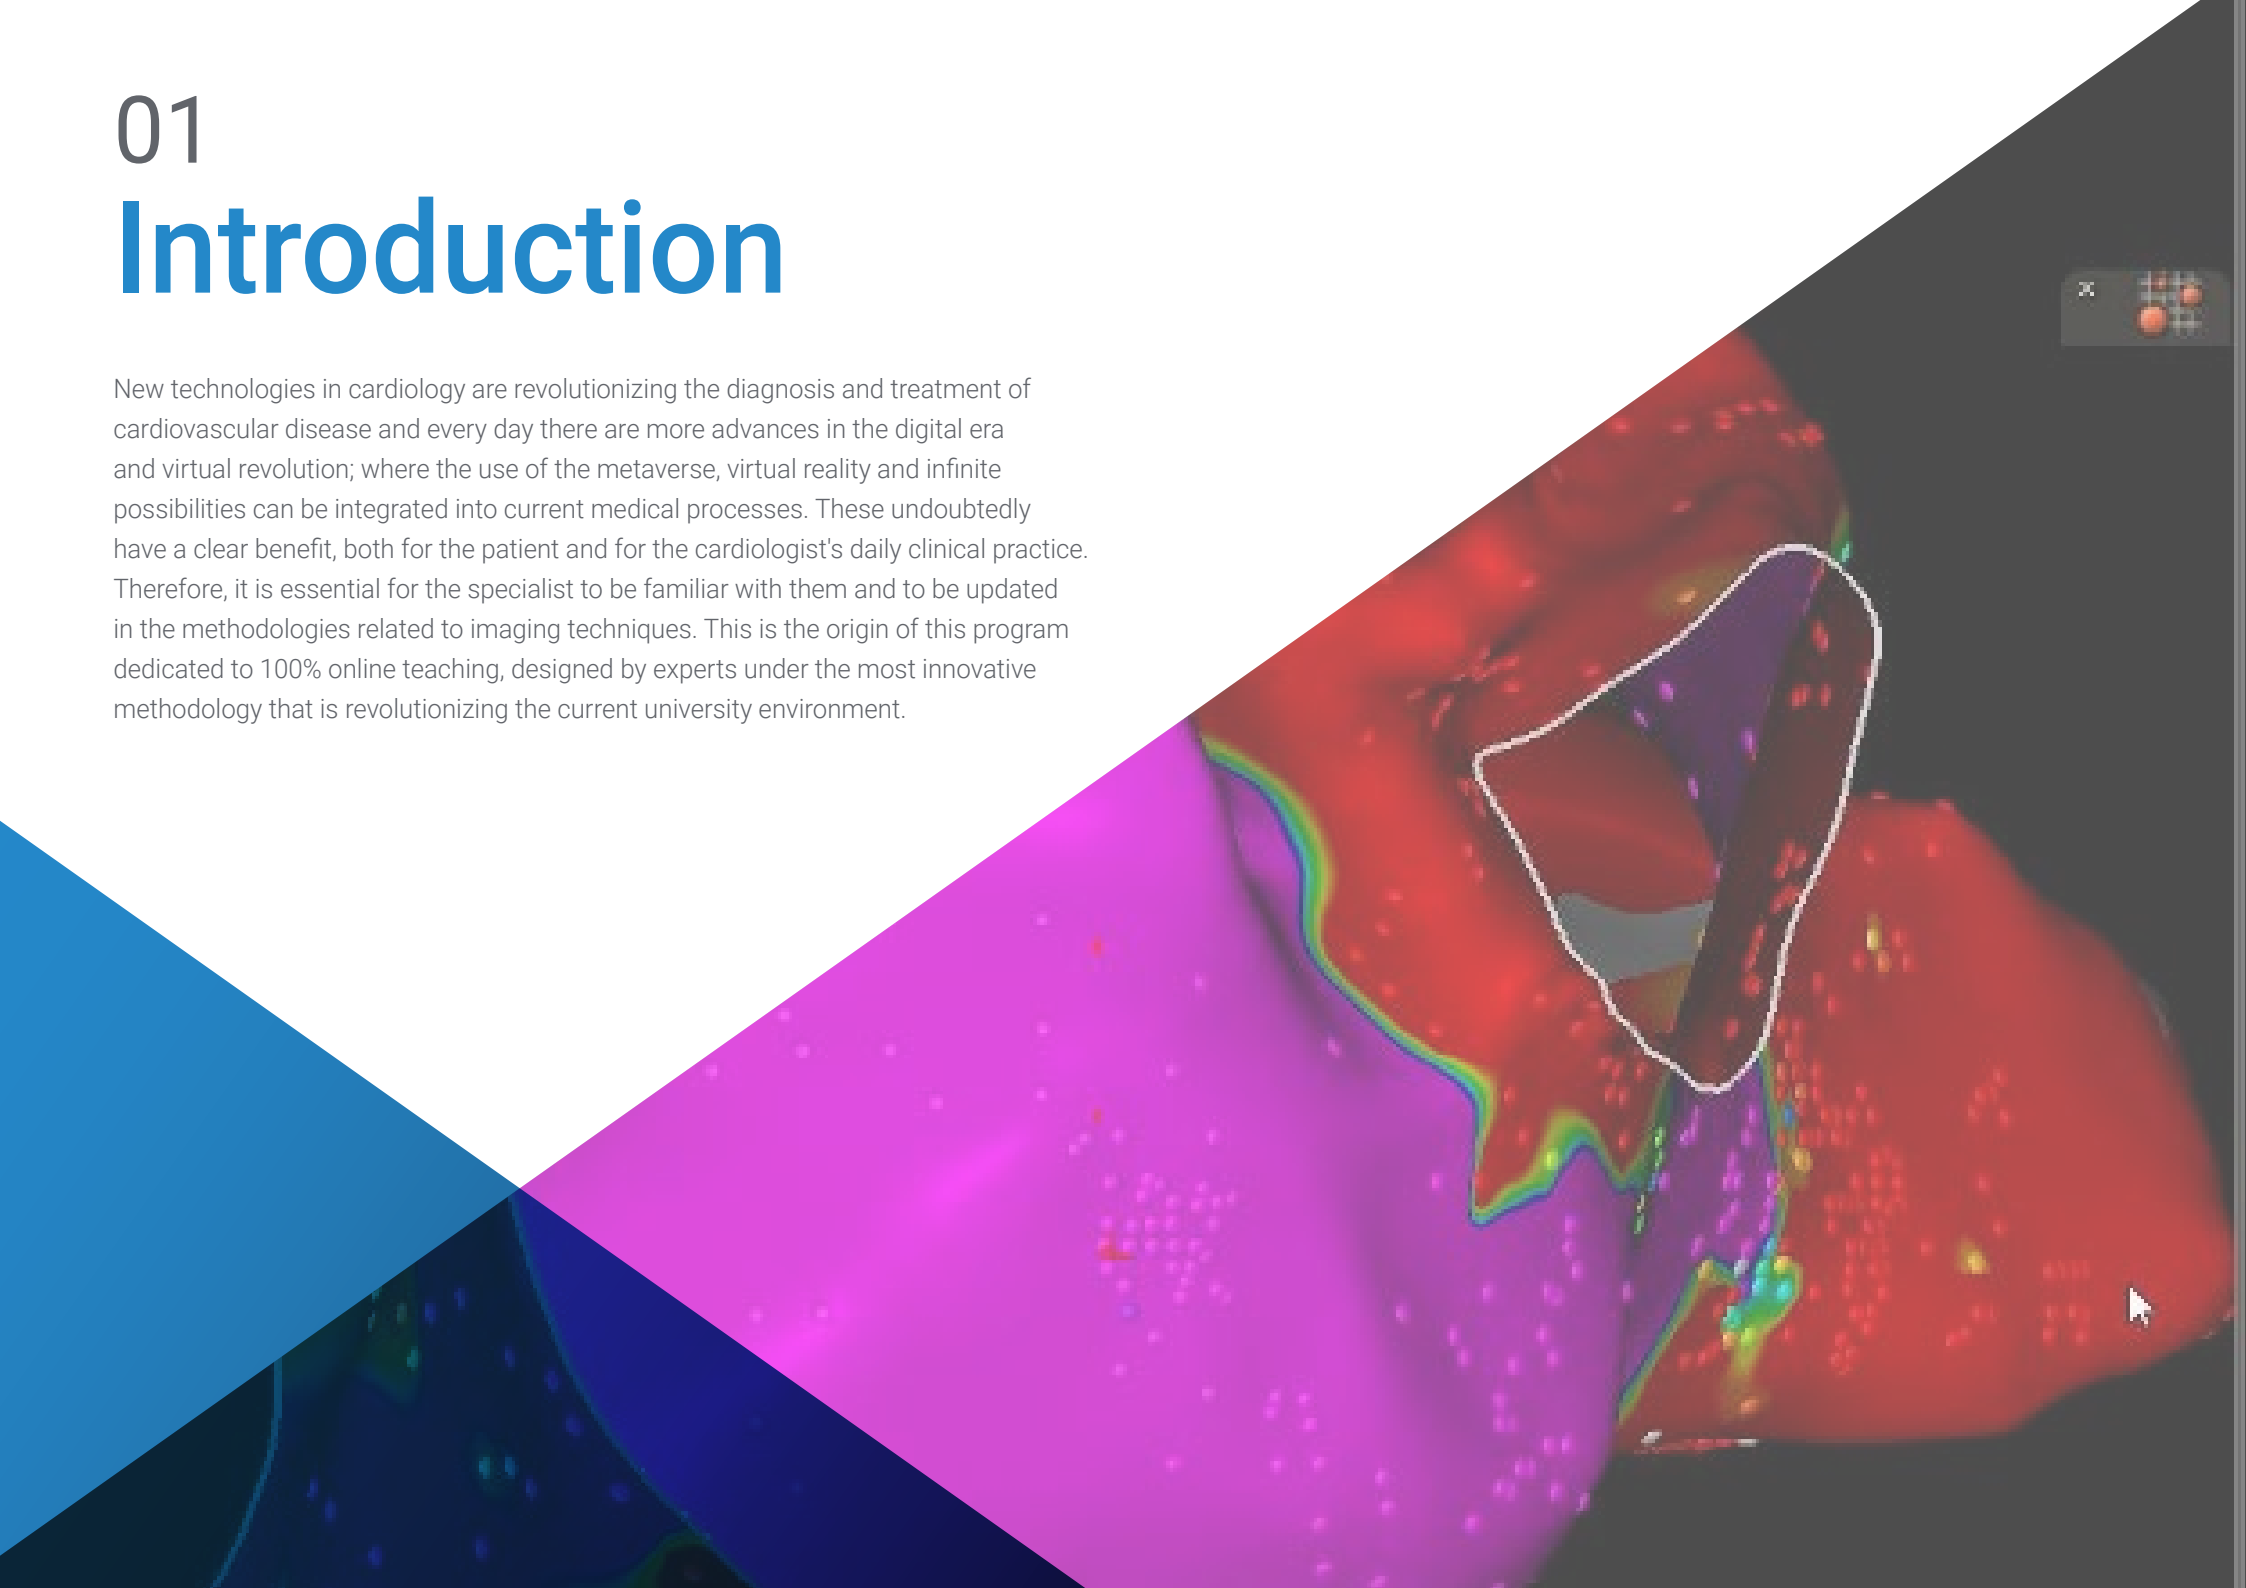 01
Introduction
New technologies in cardiology are revolutionizing the diagnosis and treatment of
cardiovascular disease and every day there are more advances in the digital era
and virtual revolution; where the use of the metaverse, virtual reality and infinite
possibilities can be integrated into current medical processes. These undoubtedly
have a clear benefit, both for the patient and for the cardiologist's daily clinical practice.
Therefore, it is essential for the specialist to be familiar with them and to be updated
in the methodologies related to imaging techniques. This is the origin of this program
dedicated to 100% online teaching, designed by experts under the most innovative
methodology that is revolutionizing the current university environment.